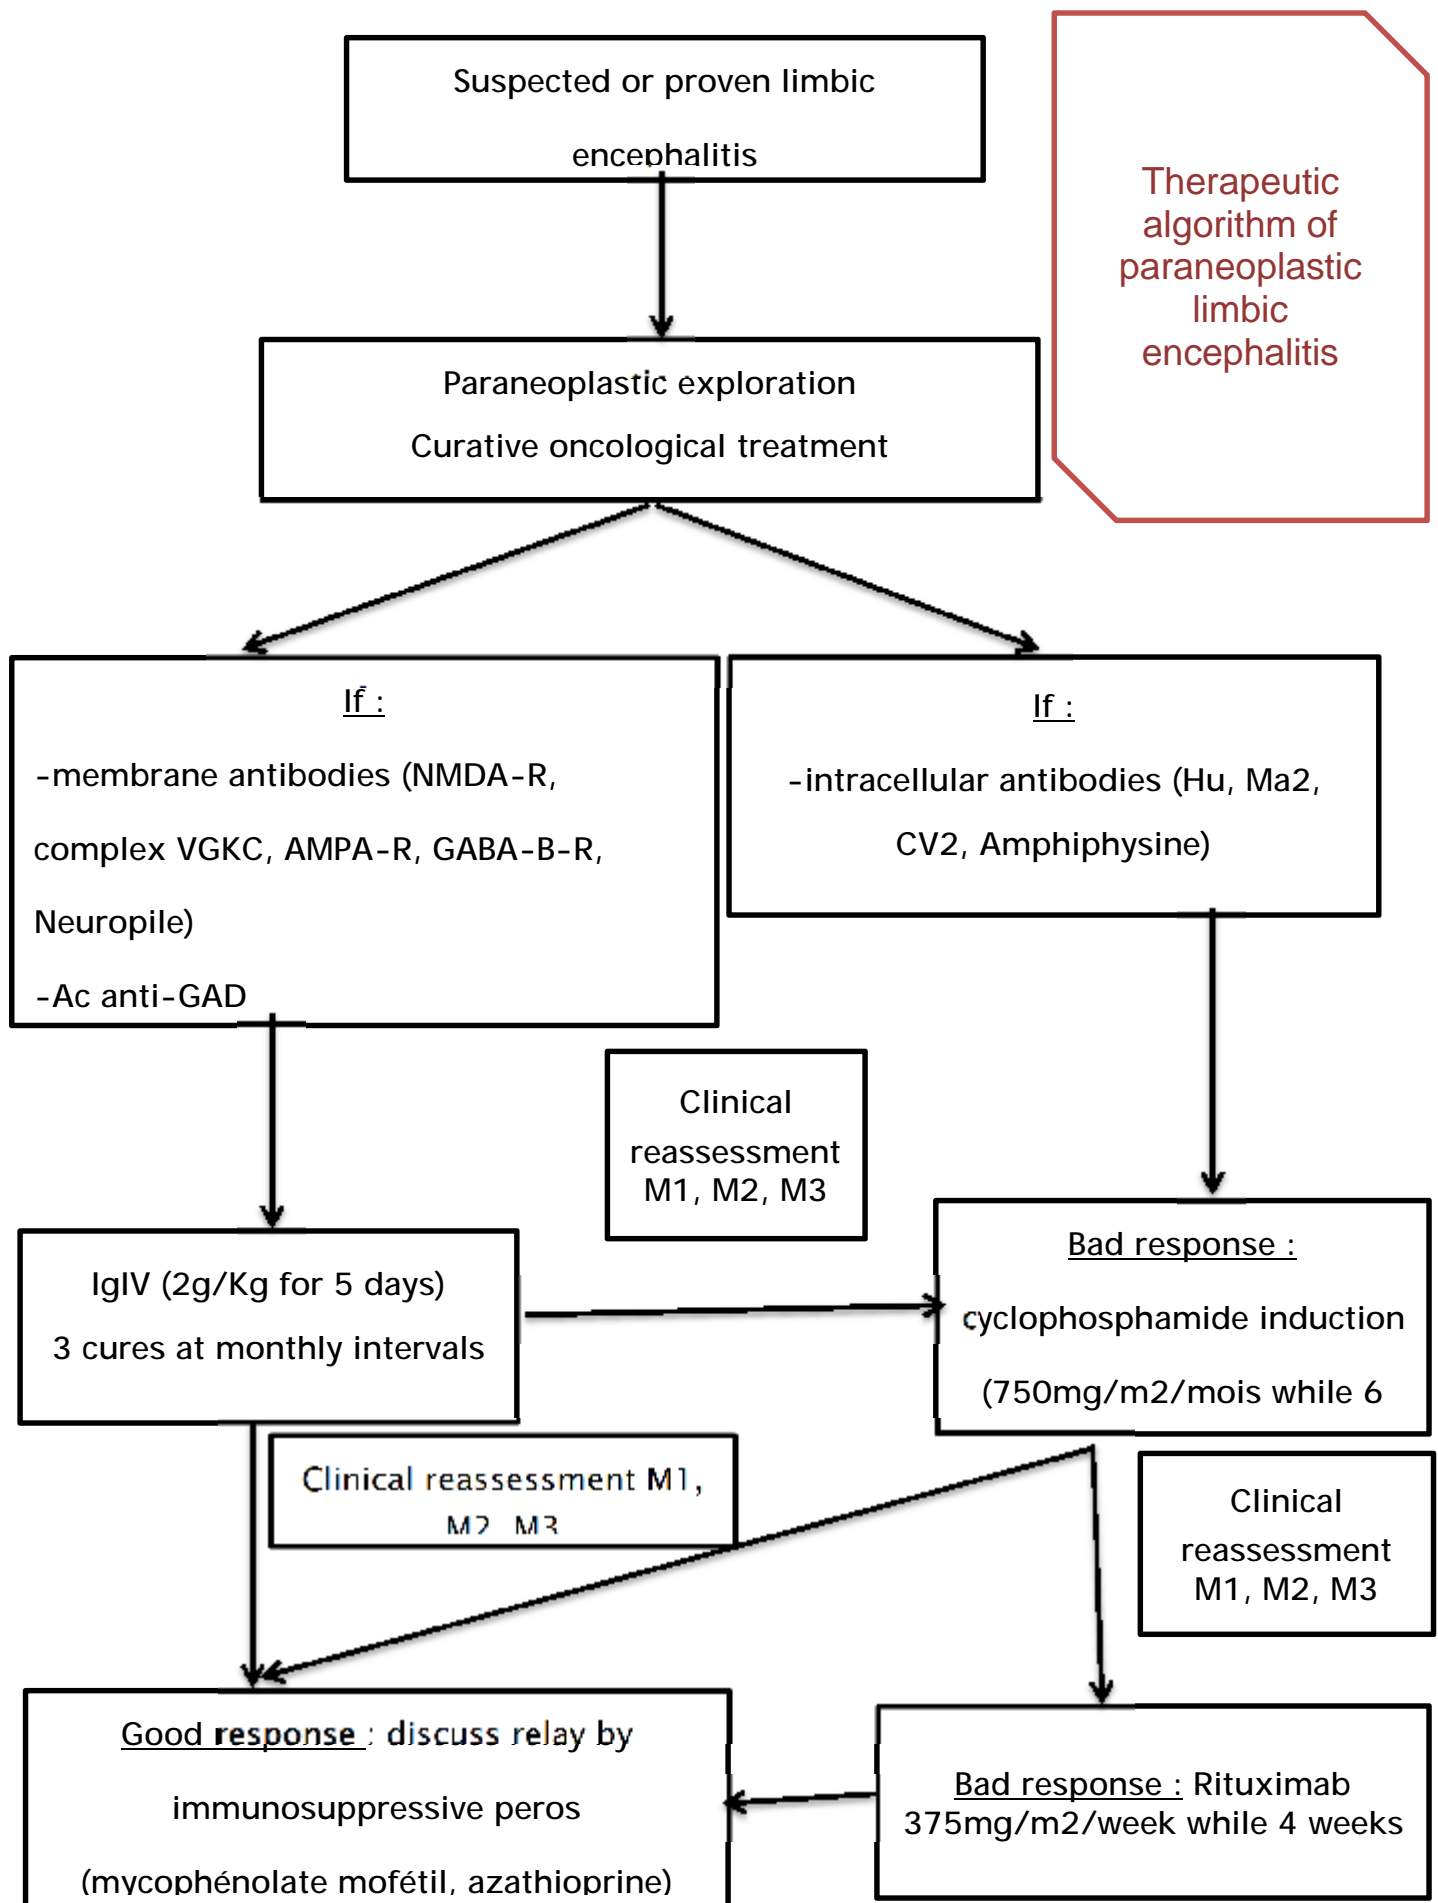 Suspected or proven limbic
encephalitis
Therapeutic
algorithm of
paraneoplastic
limbic
encephalitis
Paraneoplastic exploration
Curative oncological treatment
If :
-membrane antibodies (NMDA-R,
complex VGKC, AMPA-R, GABA-B-R,
Neuropile)
-Ac anti-GAD
If :
-intracellular antibodies (Hu, Ma2,
CV2, Amphiphysine)
Clinical
reassessment
M1, M2, M3
IgIV (2g/Kg for 5 days)
3 cures at monthly intervals
Bad response :
cyclophosphamide induction
(750mg/m2/mois while 6
Clinical reassessment M1,
M2, M3
Clinical
reassessment
M1, M2, M3
Good response : discuss relay by
immunosuppressive peros
(mycophénolate mofétil, azathioprine)
Bad response : Rituximab
375mg/m2/week while 4 weeks